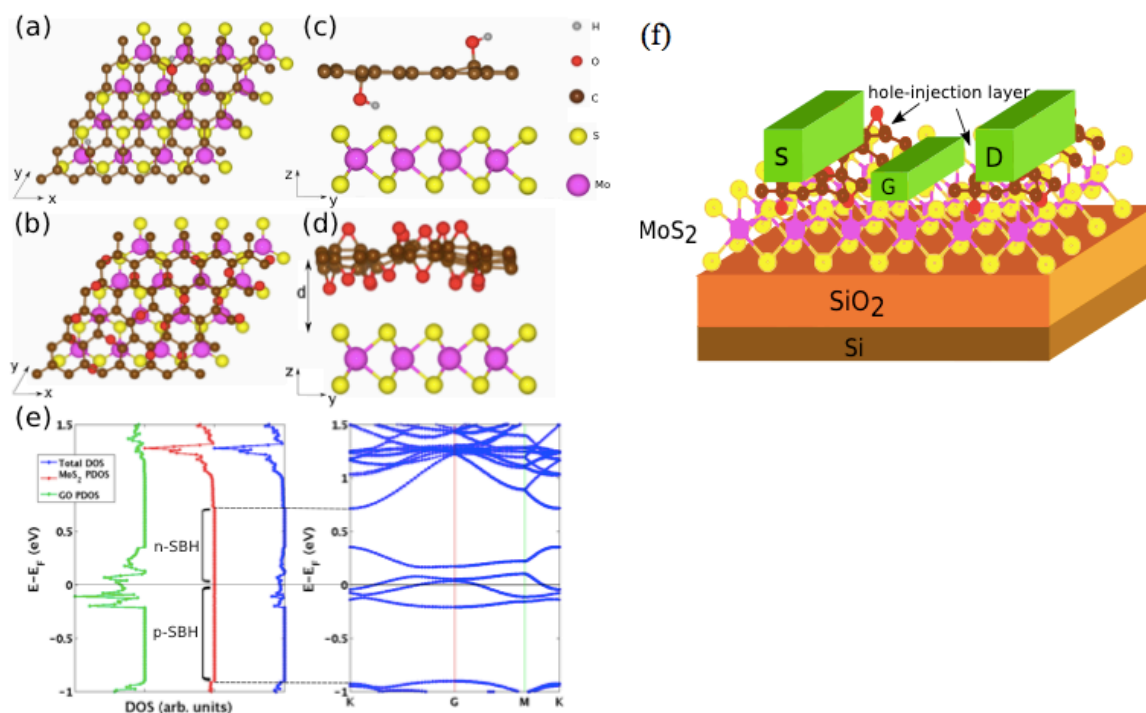 (a)
(c)
H
O
C
S
Mo
y
x
z
y
(b)
(d)
d
y
x
z
y
(e)
1.5
1
0.5
0
−0.5
−1
E−E_F (eV)
Total DOS
MoS₂ PDOS
GO PDOS
n-SBH
p-SBH
DOS (arb. units)
1.5
1
0.5
0
−0.5
−1
E−E_F (eV)
K
G
M
K
(f)
hole-injection layer
S
G
D
MoS₂
SiO₂
Si